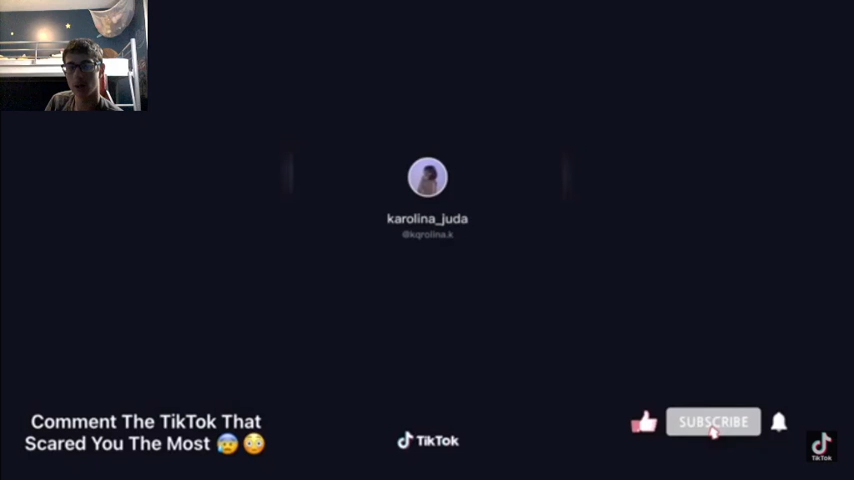 karolina_juda
@kqrolina.k
Comment The TikTok That
Scared You The Most 😰😳
TikTok
SUBSCRIBE
TikTok